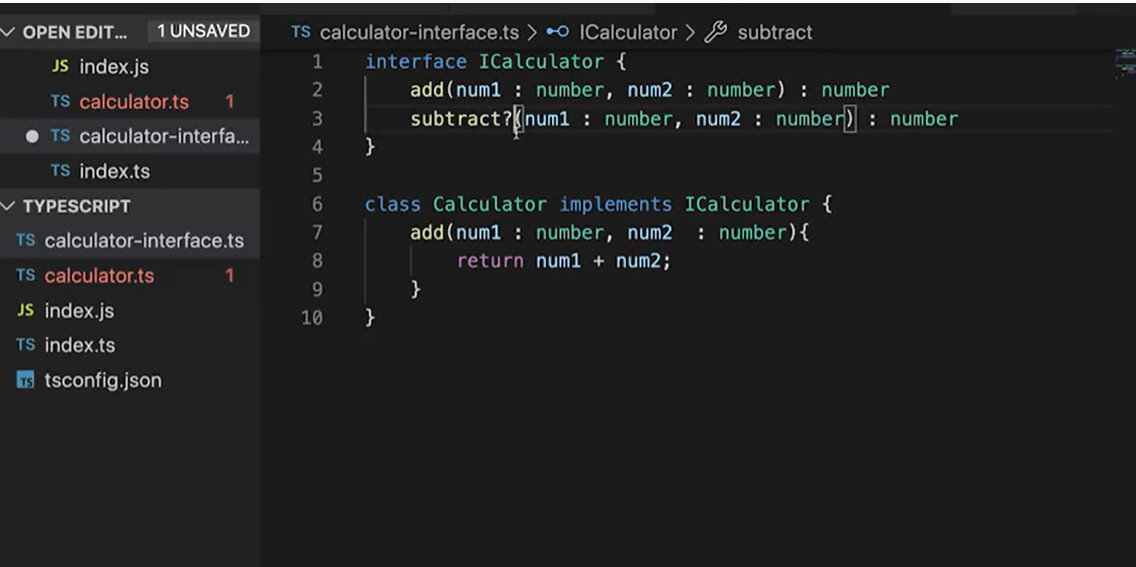 OPEN EDIT... 1 UNSAVED
JS index.js
TS calculator.ts 1
TS calculator-interfa...
TS index.ts
TYPESCRIPT
TS calculator-interface.ts
TS calculator.ts 1
JS index.js
TS index.ts
TS tsconfig.json
TS calculator-interface.ts > ICalculator > subtract
1 interface ICalculator {
2 add(num1 : number, num2 : number) : number
3 subtract?(num1 : number, num2 : number) : number
4 }
5
6 class Calculator implements ICalculator {
7 add(num1 : number, num2  : number){
8 return num1 + num2;
9 }
10 }